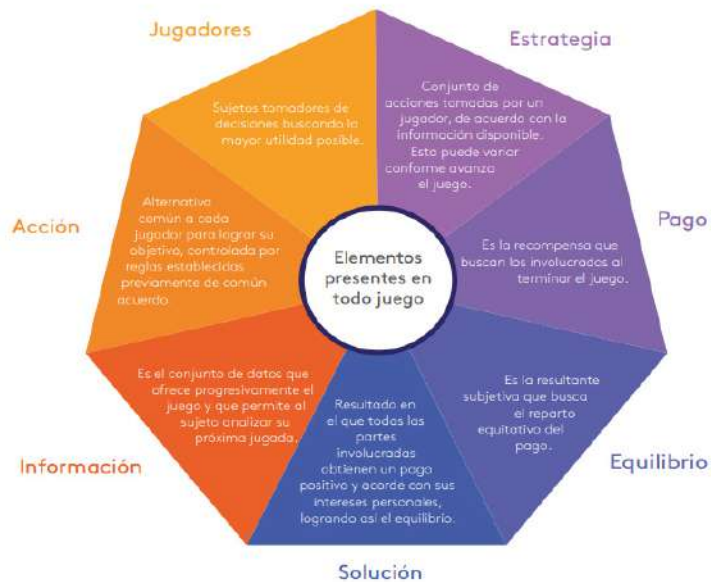 Jugadores
Sujetos tomadores de
decisiones buscando la
mayor utilidad posible.
Estrategia
Conjunto de
acciones tomadas por un
jugador, de acuerdo con la
información disponible.
Esto puede variar
conforme avanza
el juego.
Pago
Es la recompensa que
buscan los involucrados al
terminar el juego.
Equilibrio
Es la resultante
subjetiva que busca
el reparto
equitativo del
pago.
Solución
Resultado en
el que todas las
partes
involucradas
obtienen un pago
positivo y acorde con sus
intereses personales,
logrando así el equilibrio.
Información
Es el conjunto de datos que
ofrece progresivamente el
juego y que permite al
sujeto analizar su
próxima jugada.
Acción
Alternativa
común a cada
jugador para lograr su
objetivo, controlada por
reglas establecidas
previamente de común
acuerdo.
Elementos
presentes en
todo juego